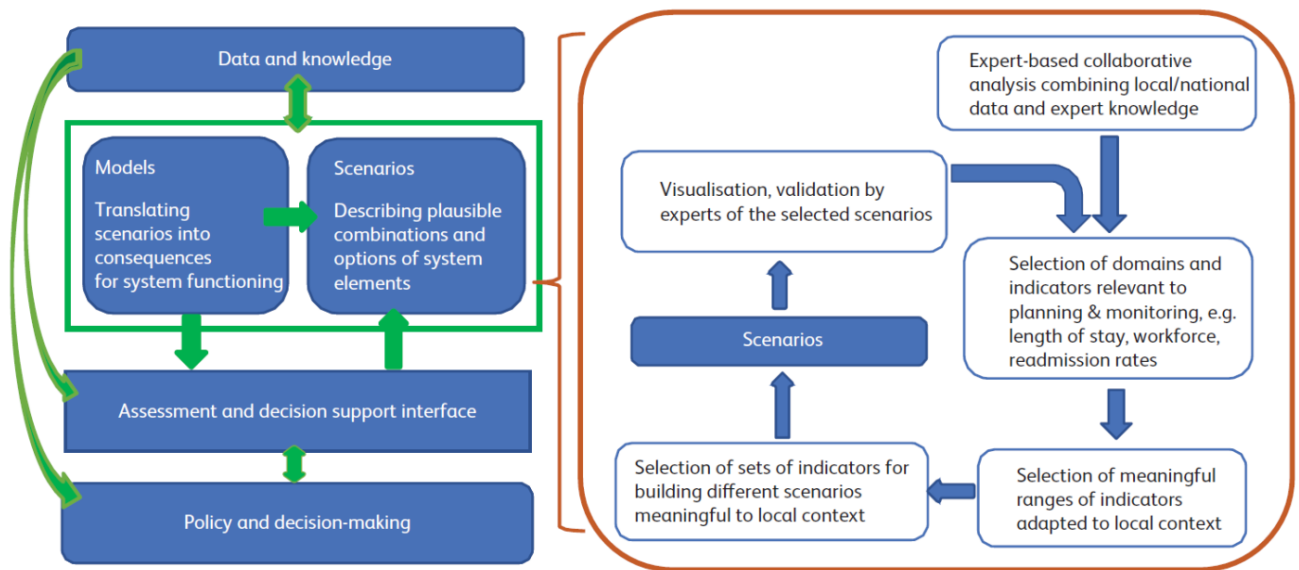 Data and knowledge
Models
Translating
scenarios into
consequences
for system functioning
Scenarios
Describing plausible
combinations and
options of system
elements
Assessment and decision support interface
Policy and decision-making
Expert-based collaborative
analysis combining local/national
data and expert knowledge
Visualisation, validation by
experts of the selected scenarios
Selection of domains and
indicators relevant to
planning & monitoring, e.g.
length of stay, workforce,
readmission rates
Scenarios
Selection of sets of indicators for
building different scenarios
meaningful to local context
Selection of meaningful
ranges of indicators
adapted to local context